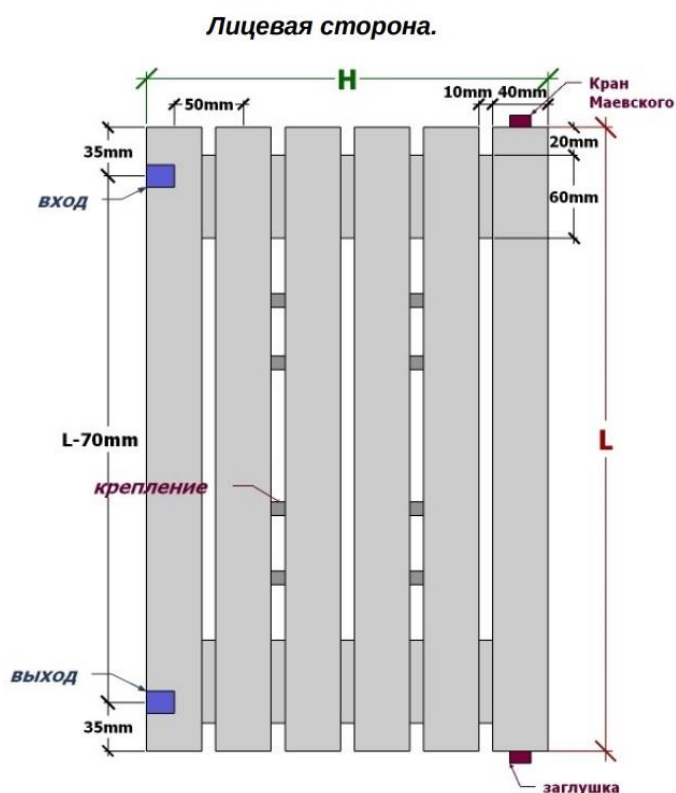 Лицевая сторона.
H
50mm
10mm
40mm
Кран
Маевского
35mm
20mm
вход
60mm
L-70mm
L
крепление
выход
35mm
заглушка